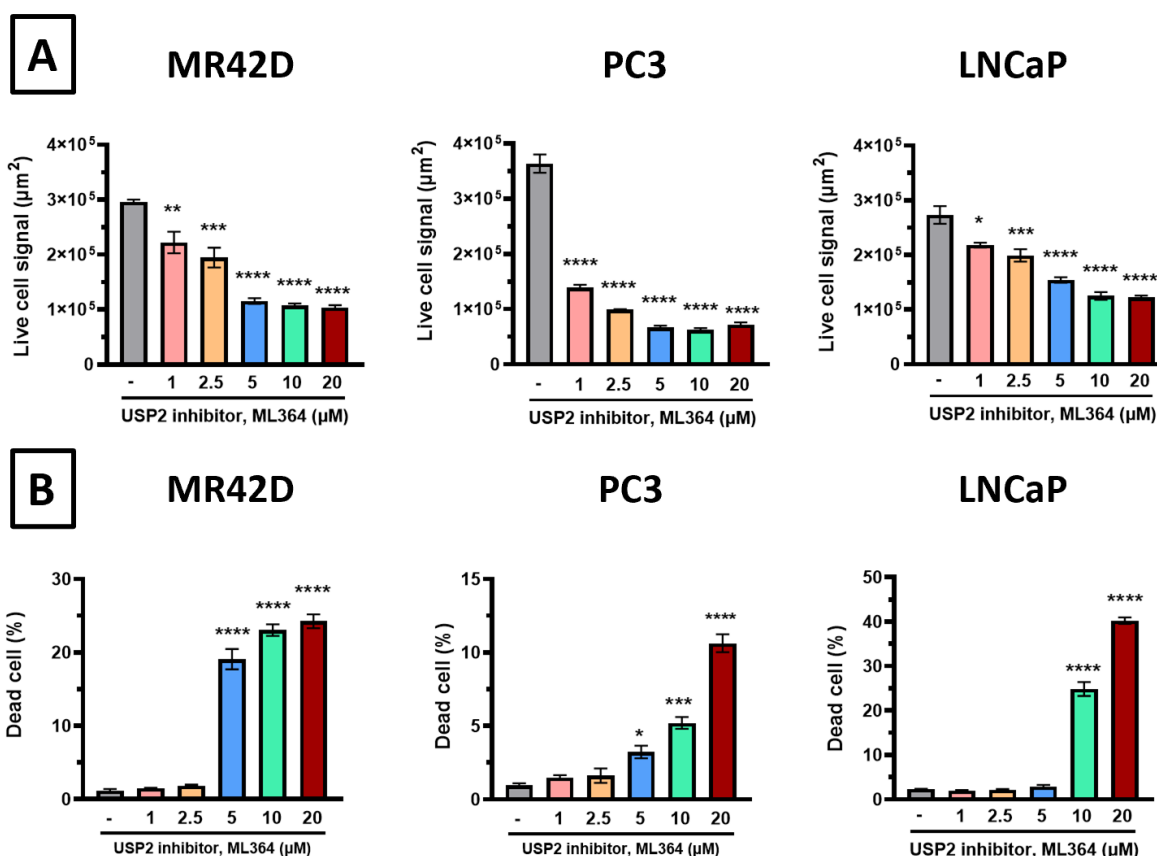 A
MR42D
PC3
LNCaP
Live cell signal (µm²)
4×10⁵
3×10⁵
2×10⁵
1×10⁵
0
** *** **** **** ****
- 1 2.5 5 10 20
USP2 inhibitor, ML364 (µM)
Live cell signal (µm²)
4×10⁵
3×10⁵
2×10⁵
1×10⁵
0
**** **** **** **** ****
- 1 2.5 5 10 20
USP2 inhibitor, ML364 (µM)
Live cell signal (µm²)
4×10⁵
3×10⁵
2×10⁵
1×10⁵
0
* *** **** **** ****
- 1 2.5 5 10 20
USP2 inhibitor, ML364 (µM)
B
MR42D
PC3
LNCaP
Dead cell (%)
30
20
10
0
**** **** ****
- 1 2.5 5 10 20
USP2 inhibitor, ML364 (µM)
Dead cell (%)
15
10
5
0
* *** ****
- 1 2.5 5 10 20
USP2 inhibitor, ML364 (µM)
Dead cell (%)
50
40
30
20
10
0
**** ****
- 1 2.5 5 10 20
USP2 inhibitor, ML364 (µM)